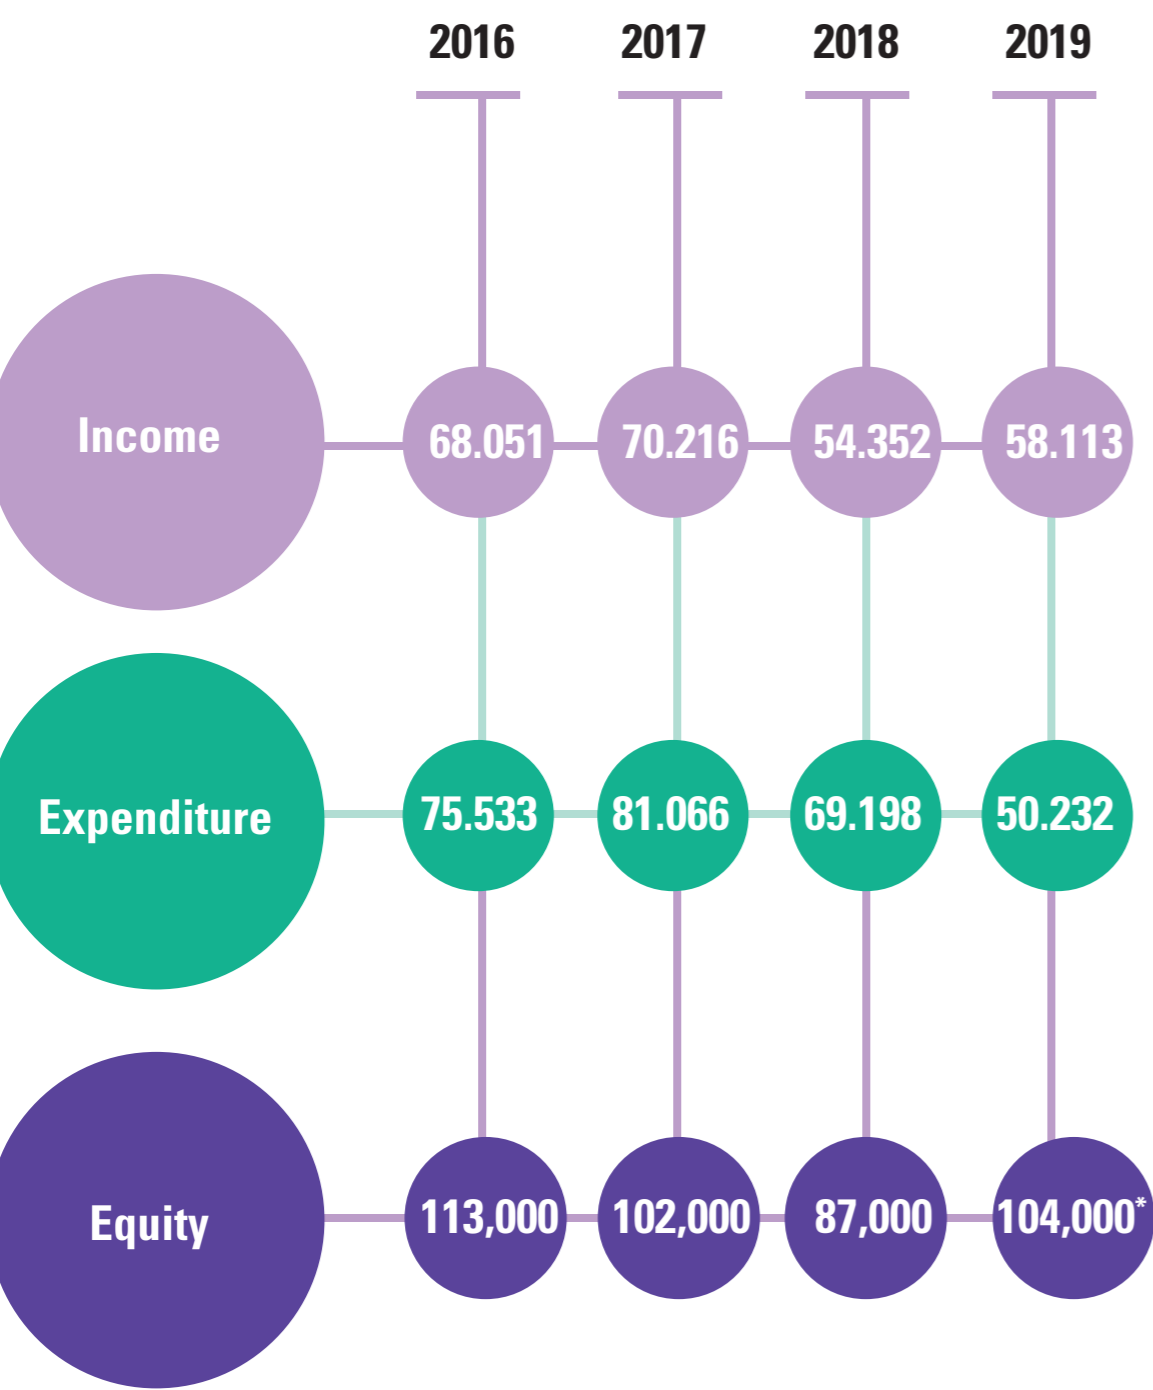 2016 2017 2018 2019
Income 68.051 70.216 54.352 58.113
Expenditure 75.533 81.066 69.198 50.232
Equity 113,000 102,000 87,000 104,000*